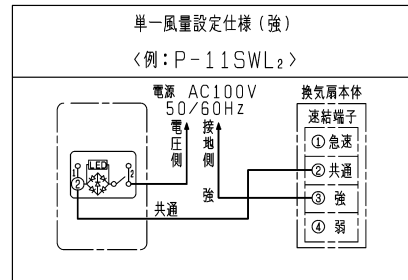 単一風量設定仕様(強)
〈例:P-11SWL₂〉
電源 AC100V
50/60Hz
電圧側
接地側
換気扇本体
速結端子
①急速
②共通
③強
④弱
LED
1
2
②
共通
強